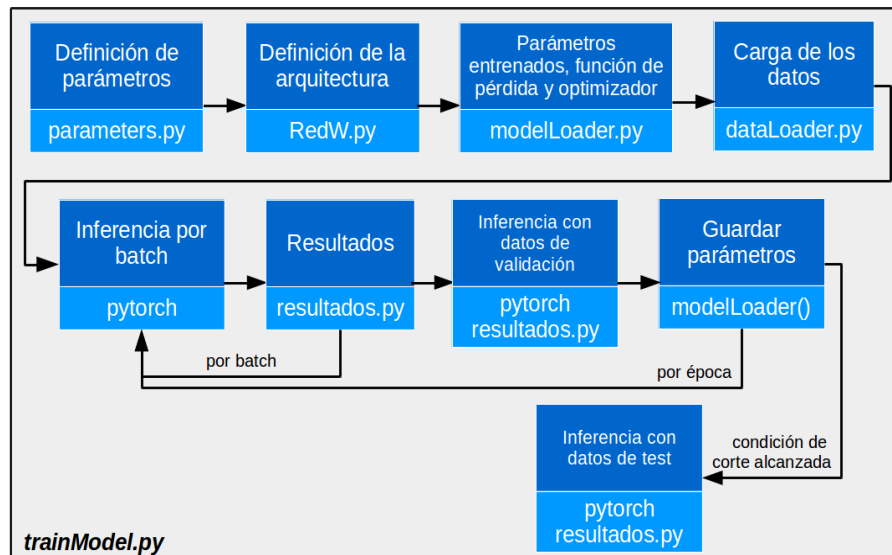 Definición de
parámetros
parameters.py
Definición de la
arquitectura
RedW.py
Parámetros
entrenados, función de
pérdida y optimizador
modelLoader.py
Carga de los
datos
dataLoader.py
Inferencia por
batch
pytorch
Resultados
resultados.py
Inferencia con
datos de
validación
pytorch
resultados.py
Guardar
parámetros
modelLoader()
por batch
por época
Inferencia con
datos de test
pytorch
resultados.py
condición de
corte alcanzada
trainModel.py